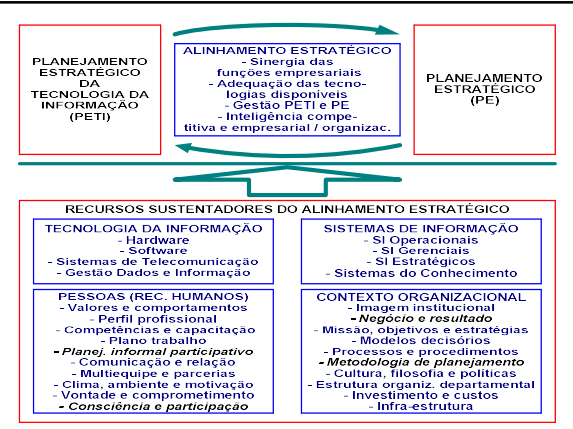 PLANEJAMENTO
ESTRATÉGICO
DA
TECNOLOGIA DA
INFORMAÇÃO
(PETI)
ALINHAMENTO ESTRATÉGICO
- Sinergia das
funções empresariais
- Adequação das tecno-
logias disponíveis
- Gestão PETI e PE
- Inteligência compe-
titiva e empresarial / organizac.
PLANEJAMENTO
ESTRATÉGICO
(PE)
RECURSOS SUSTENTADORES DO ALINHAMENTO ESTRATÉGICO
TECNOLOGIA DA INFORMAÇÃO
- Hardware
- Software
- Sistemas de Telecomunicação
- Gestão Dados e Informação
SISTEMAS DE INFORMAÇÃO
- SI Operacionais
- SI Gerenciais
- SI Estratégicos
- Sistemas do Conhecimento
PESSOAS (REC. HUMANOS)
- Valores e comportamentos
- Perfil profissional
- Competências e capacitação
- Plano trabalho
- Planej. informal participativo
- Comunicação e relação
- Multiequipe e parcerias
- Clima, ambiente e motivação
- Vontade e comprometimento
- Consciência e participação
CONTEXTO ORGANIZACIONAL
- Imagem institucional
- Negócio e resultado
- Missão, objetivos e estratégias
- Modelos decisórios
- Processos e procedimentos
- Metodologia de planejamento
- Cultura, filosofia e políticas
- Estrutura organiz. departamental
- Investimento e custos
- Infra-estrutura